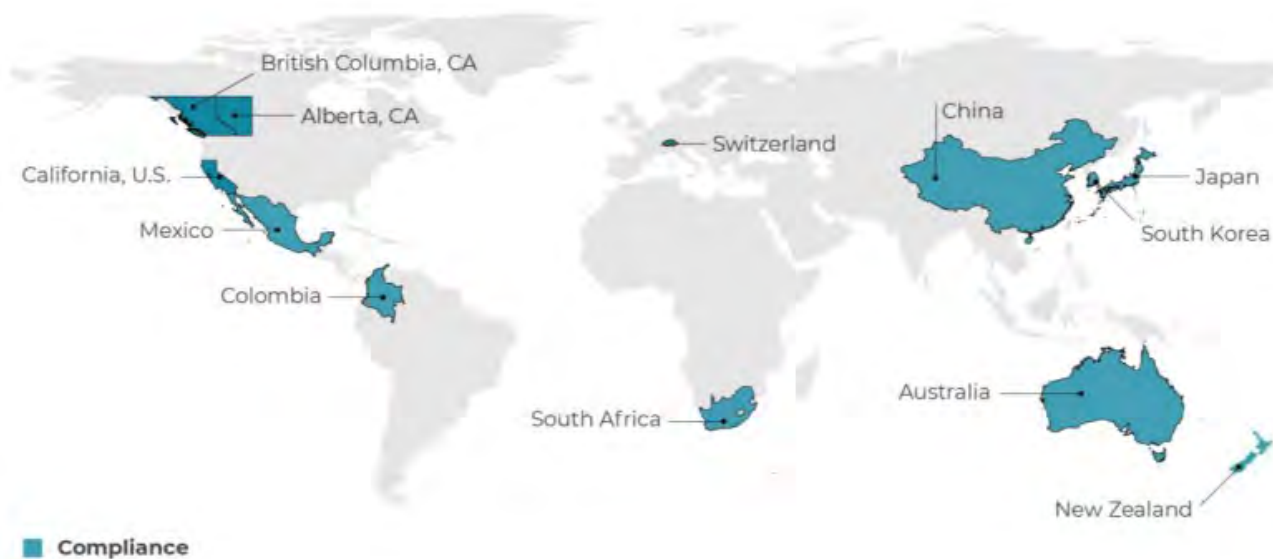 British Columbia, CA
Alberta, CA
California, U.S.
Mexico
Colombia
Switzerland
South Africa
China
Japan
South Korea
Australia
New Zealand
Compliance